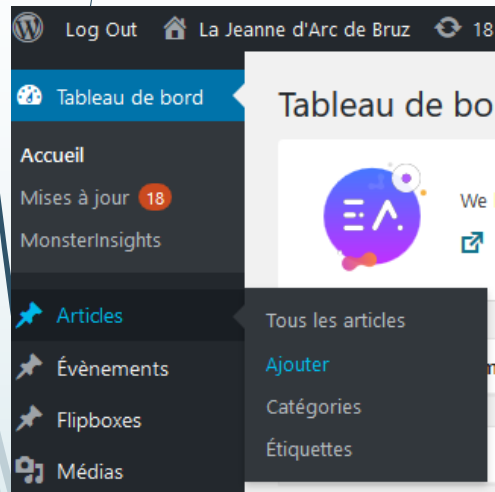 Log Out La Jeanne d'Arc de Bruz 18
Tableau de bord
Tableau de bo
Accueil
Mises à jour 18
MonsterInsights
EA
We
Articles
Tous les articles
Ajouter
Catégories
Étiquettes
Évènements
Flipboxes
Médias